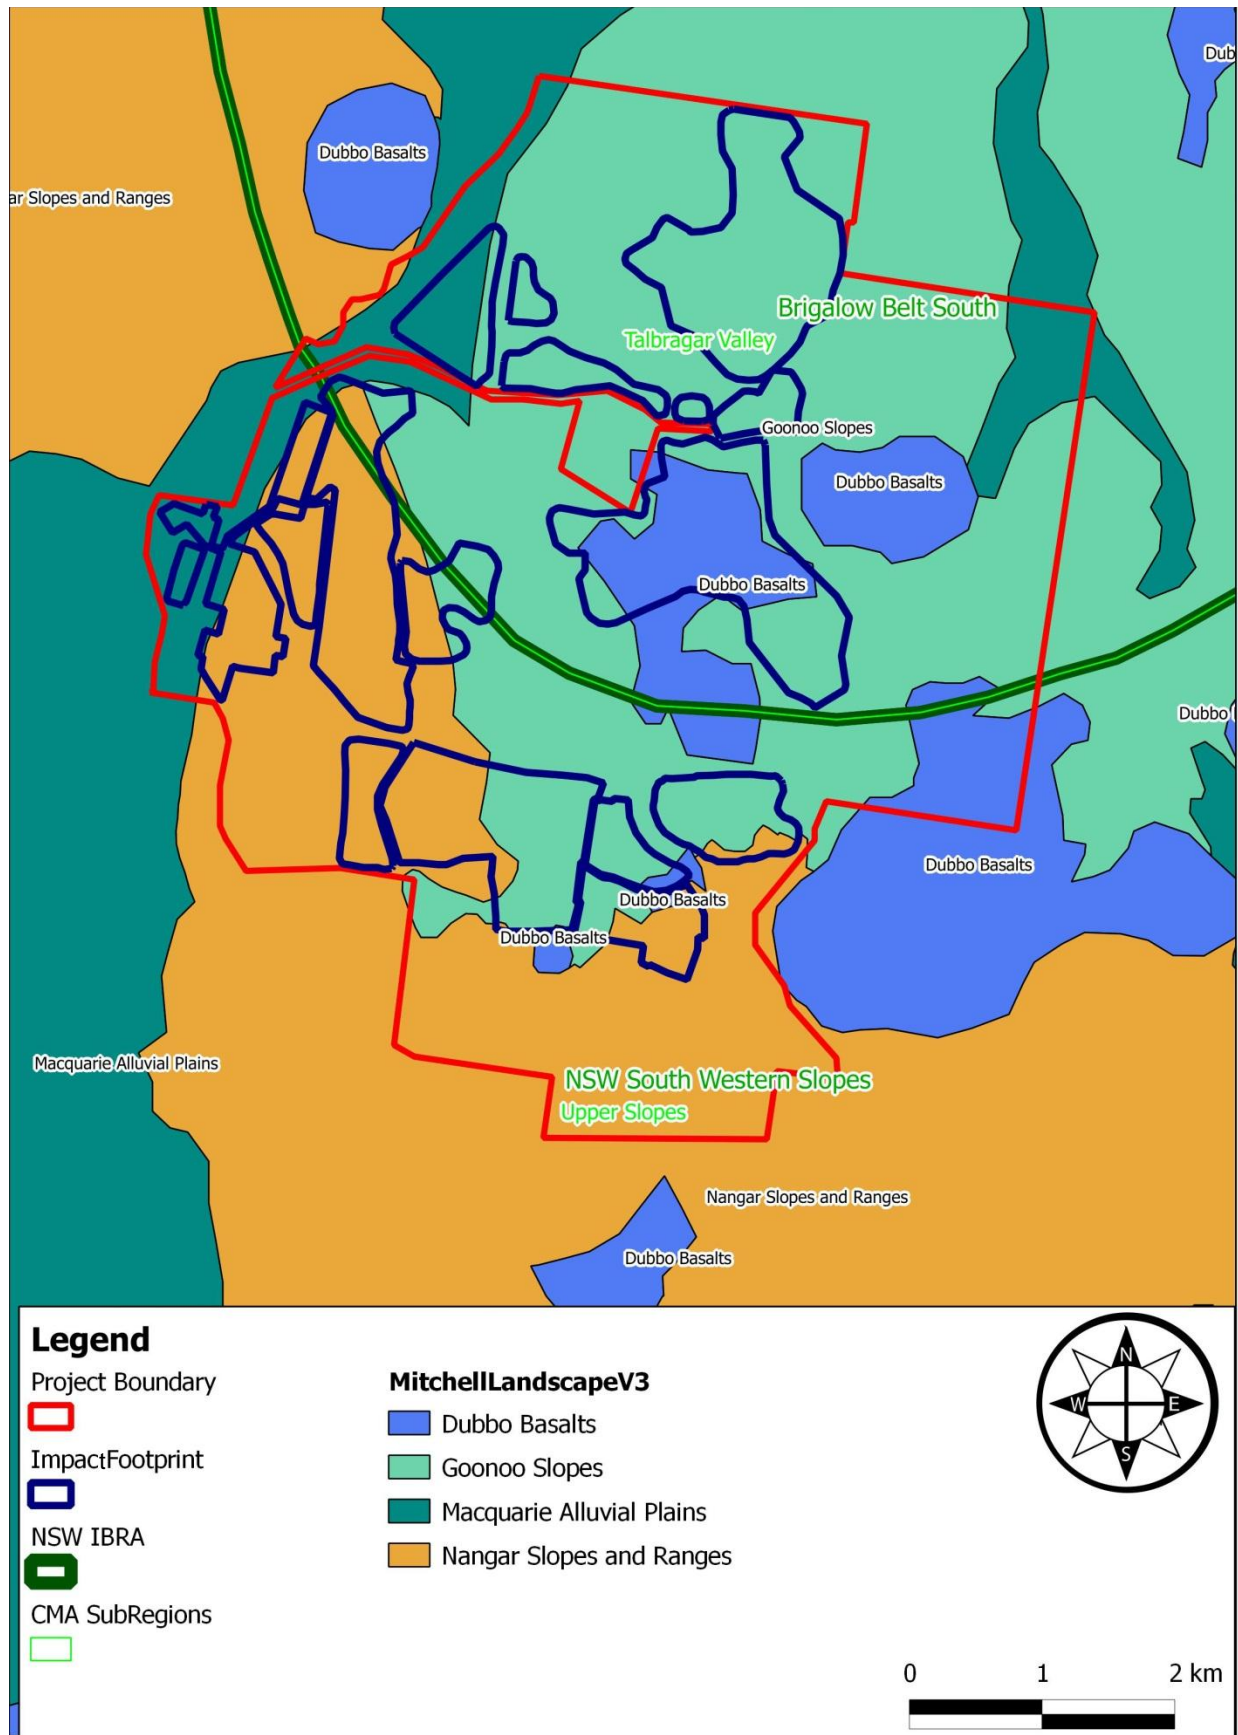 Dub
Dubbo Basalts
ar Slopes and Ranges
Brigalow Belt South
Talbragar Valley
Goonoo Slopes
Dubbo Basalts
Dubbo Basalts
Dubbo
Dubbo Basalts
Dubbo Basalts
Dubbo Basalts
Macquarie Alluvial Plains
NSW South Western Slopes
Upper Slopes
Nangar Slopes and Ranges
Dubbo Basalts
Legend
Project Boundary
ImpactFootprint
NSW IBRA
CMA SubRegions
MitchellLandscapeV3
Dubbo Basalts
Goonoo Slopes
Macquarie Alluvial Plains
Nangar Slopes and Ranges
N
W E
S
0 1 2 km